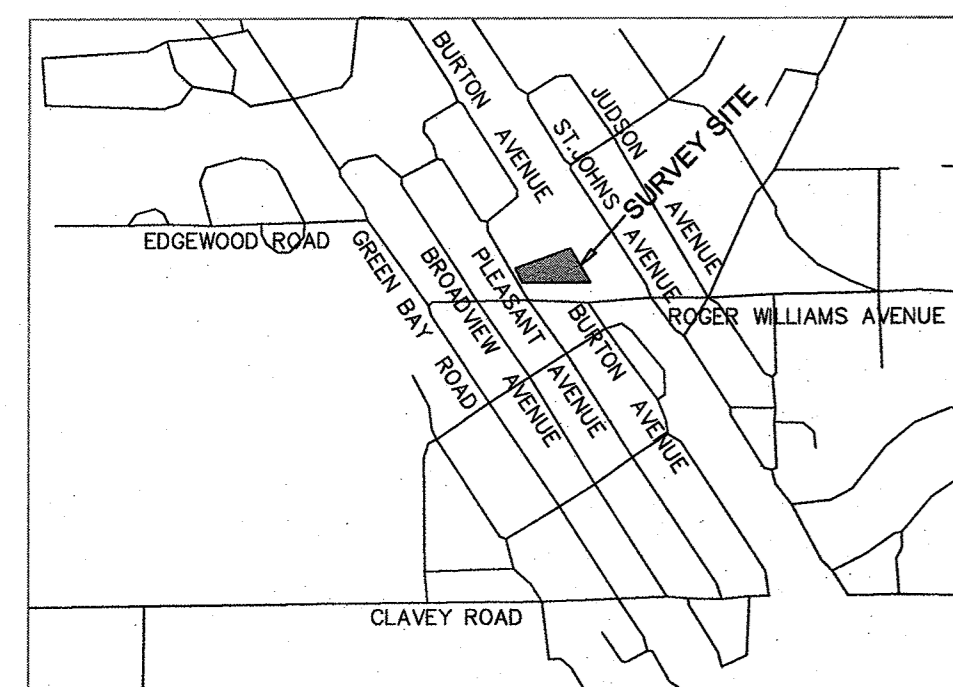 BURTON AVENUE
JUDSON AVENUE
ST.JOHNS AVENUE
SURVEY SITE
EDGEWOOD ROAD
GREEN BAY ROAD
BROADVIEW AVENUE
PLEASANT AVENUE
BURTON AVENUE
ROGER WILLIAMS AVENUE
CLAVEY ROAD